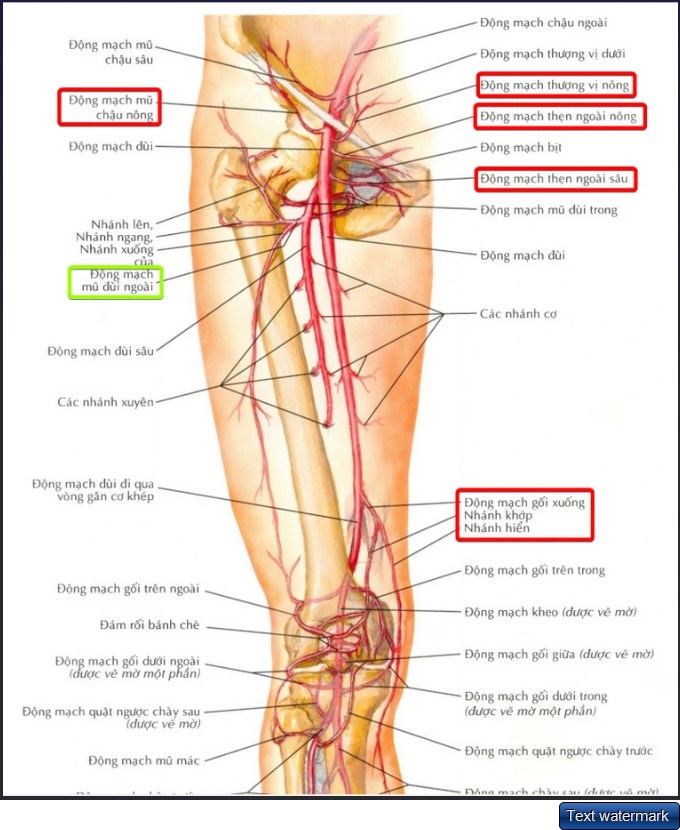 Động mạch mũ
chậu sâu
Động mạch mũ
chậu nông
Động mạch đùi
Nhánh lên,
Nhánh ngang,
Nhánh xuống
của
Động mạch
mũ đùi ngoài
Động mạch đùi sâu
Các nhánh xuyên
Động mạch đùi đi qua
vòng gân cơ khép
Động mạch gối trên ngoài
Đám rối bánh chè
Động mạch gối dưới ngoài
(được vẽ mờ một phần)
Động mạch quặt ngược chày sau
(được vẽ mờ)
Động mạch mũ mác
Động mạch chậu ngoài
Động mạch thượng vị dưới
Động mạch thượng vị nông
Động mạch thẹn ngoài nông
Động mạch bịt
Động mạch thẹn ngoài sâu
Động mạch mũ đùi trong
Động mạch đùi
Các nhánh cơ
Động mạch gối xuống
Nhánh khớp
Nhánh hiển
Động mạch gối trên trong
Động mạch kheo (được vẽ mờ)
Động mạch gối giữa (được vẽ mờ)
Động mạch gối dưới trong
(được vẽ mờ một phần)
Động mạch quặt ngược chày trước
Động mạch chày sau (được vẽ mờ)
Text watermark